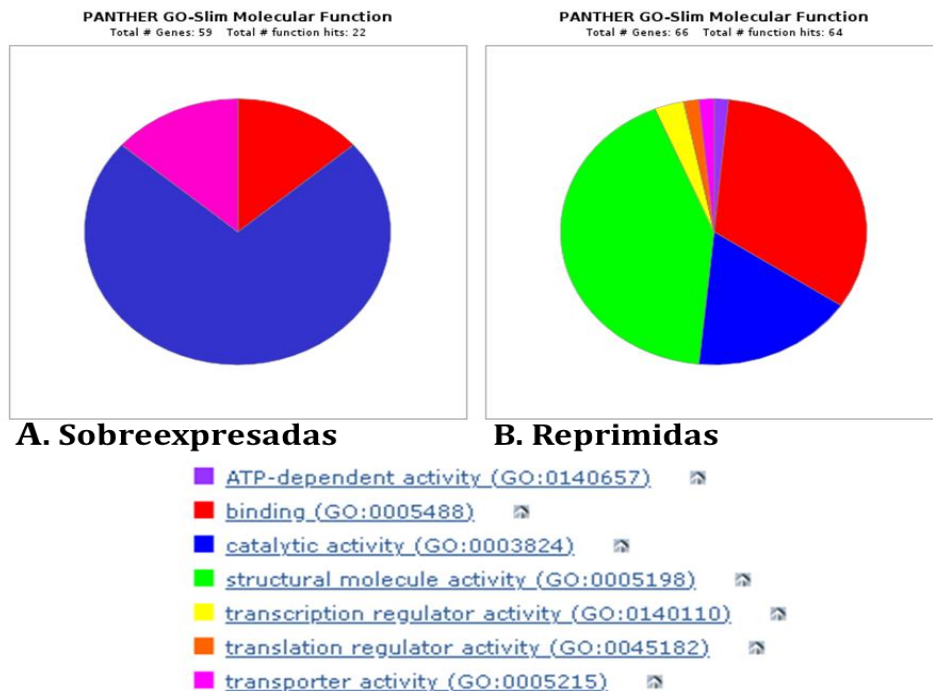 PANTHER GO-Slim Molecular Function
Total # Genes: 59 Total # function hits: 22
PANTHER GO-Slim Molecular Function
Total # Genes: 66 Total # function hits: 64
A. Sobreexpresadas
B. Reprimidas
ATP-dependent activity (GO:0140657)
binding (GO:0005488)
catalytic activity (GO:0003824)
structural molecule activity (GO:0005198)
transcription regulator activity (GO:0140110)
translation regulator activity (GO:0045182)
transporter activity (GO:0005215)